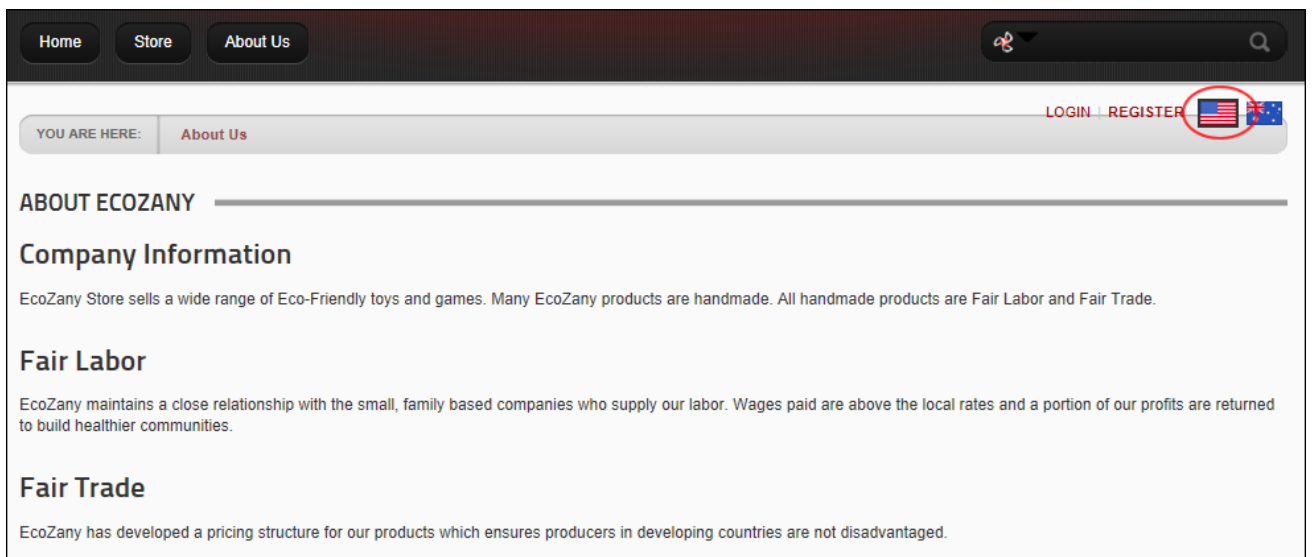 Home Store About Us
LOGIN | REGISTER
YOU ARE HERE: About Us
ABOUT ECOZANY
Company Information
EcoZany Store sells a wide range of Eco-Friendly toys and games. Many EcoZany products are handmade. All handmade products are Fair Labor and Fair Trade.
Fair Labor
EcoZany maintains a close relationship with the small, family based companies who supply our labor. Wages paid are above the local rates and a portion of our profits are returned
to build healthier communities.
Fair Trade
EcoZany has developed a pricing structure for our products which ensures producers in developing countries are not disadvantaged.